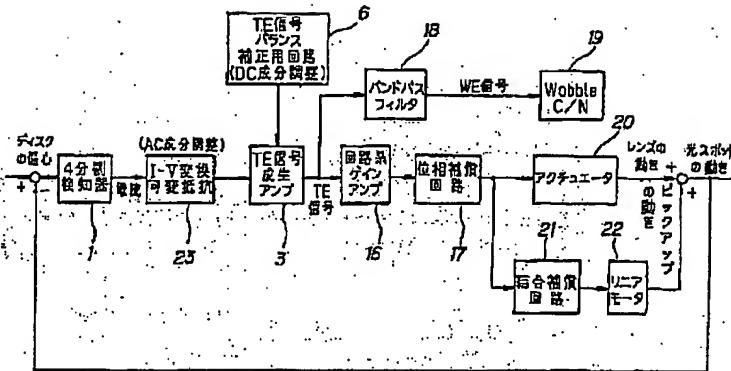 6
TE信号
バランス
補正用回路
(DC成分調整)
18
19
バンドパス
フィルタ
WE信号
Wobble
C/N
20
ディスク
の偏心
(AC成分調整)
4分割
検知器
電流
I-V変換
可変抵抗
TE信号
生成
アンプ
TE
信号
回路系
ゲイン
アンプ
位相補償
回路
アクチュエータ
レンズの
動き
光スポット
の動き
+
-
+
+
ピックアップ
の動き
1
23
3
16
17
21
22
結合補償
回路
リニア
モータ